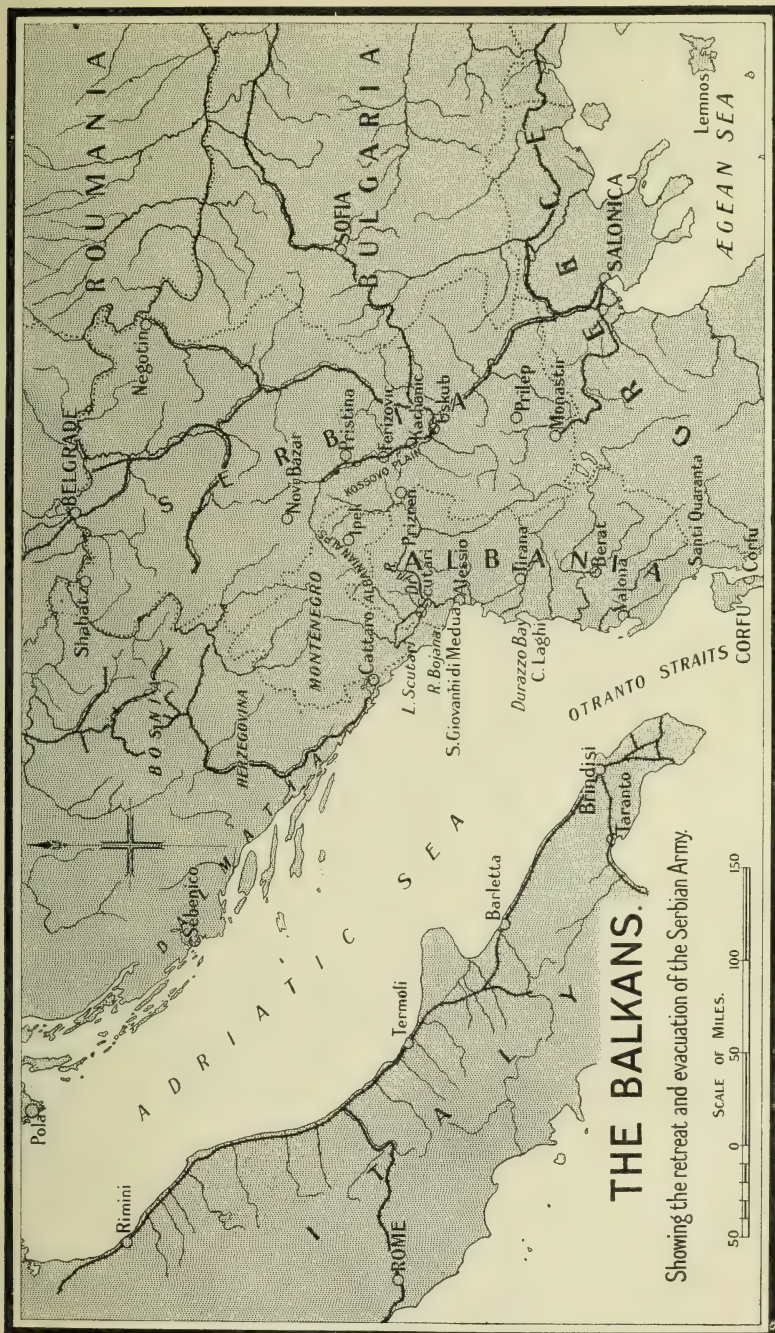 THE BALKANS.
Showing the retreat and evacuation of the Serbian Army.
SCALE OF MILES.
50 0 50 100 150
ROUMANIA
BULGARIA
SERBIA
GREECE
ALBANIA
MONTENEGRO
BOSNIA
HERZEGOVINA
DALMATIA
ITALY
ADRIATIC SEA
ÆGEAN SEA
OTRANTO STRAITS
ALBANIAN ALPS
KOSSOVO PLAIN
Pola
Rimini
ROME
Termoli
Barletta
Brindisi
Taranto
Sebenico
Shabatz
BELGRADE
Negotin
SOFIA
Novi Bazar
Pristina
Ferizovic
Kathanic
Uskub
Ipek
Prizren
Cattaro
L. Scutari
Scutari
Drin R.
R. Bojana
S. Giovanni di Medua
Alessio
Tirana
Durazzo Bay
C. Laghi
Berat
Valona
Prilep
Monastir
SALONICA
Lemnos
Santi Quaranta
Corfu
CORFU